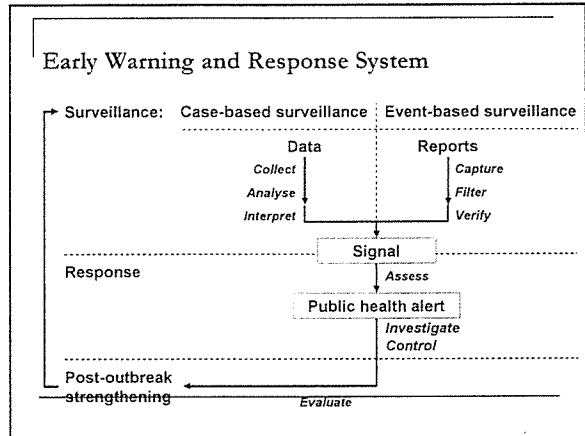 Early Warning and Response System
Surveillance: Case-based surveillance Event-based surveillance
Data Reports
Collect Capture
Analyse Filter
Interpret Verify
Signal
Response Assess
Public health alert
Investigate
Control
Post-outbreak
strengthening
Evaluate